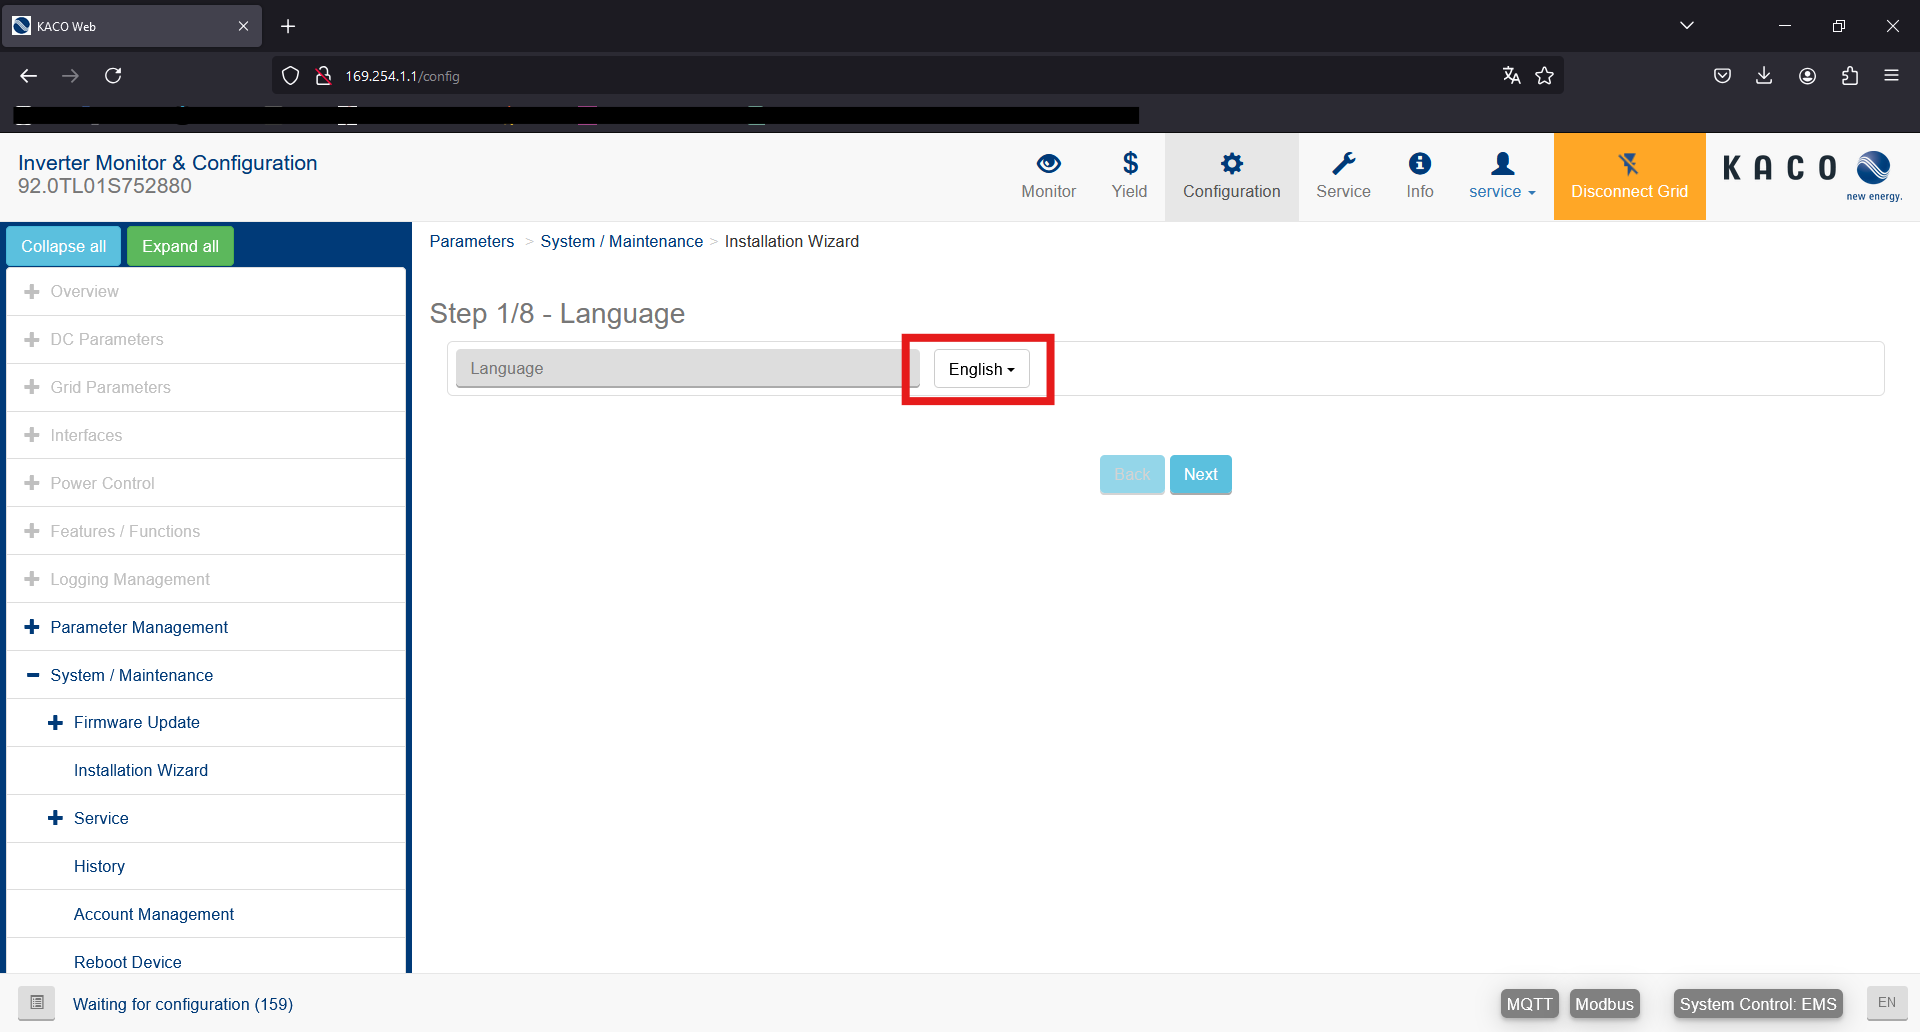 KACO Web
169.254.1.1/config
Inverter Monitor & Configuration
92.0TL01S752880
Monitor
Yield
Configuration
Service
Info
service
Disconnect Grid
KACO
new energy.
Collapse all
Expand all
Overview
DC Parameters
Grid Parameters
Interfaces
Power Control
Features / Functions
Logging Management
Parameter Management
System / Maintenance
Firmware Update
Installation Wizard
Service
History
Account Management
Reboot Device
Parameters > System / Maintenance > Installation Wizard
Step 1/8 - Language
Language
English
Back
Next
Waiting for configuration (159)
MQTT
Modbus
System Control: EMS
EN